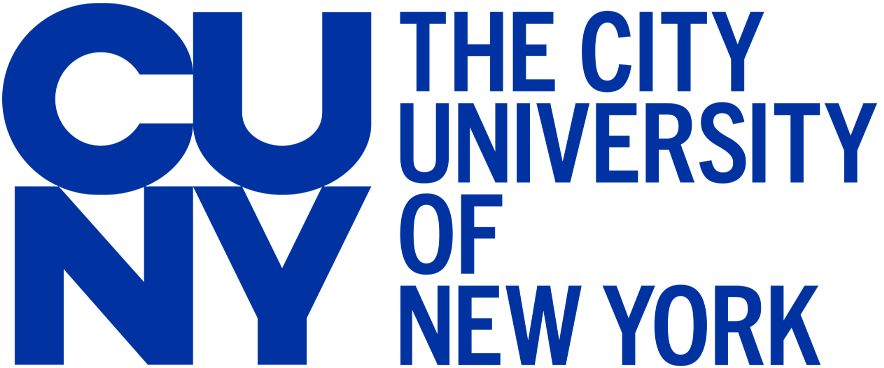 CU
NY
THE CITY
UNIVERSITY
OF
NEW YORK